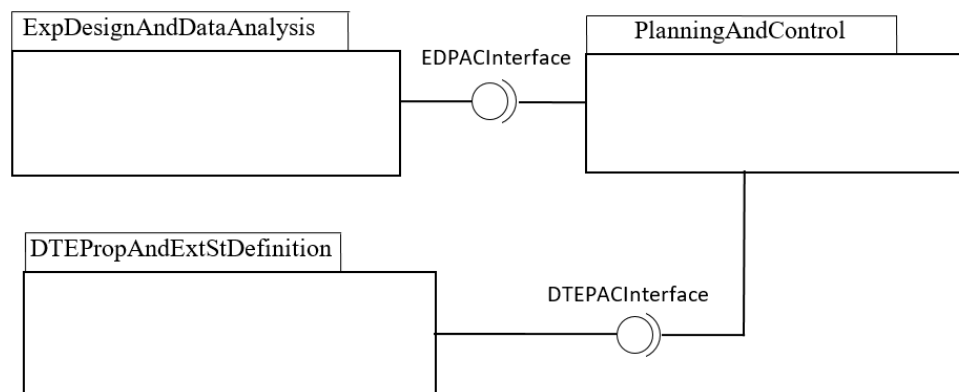 ExpDesignAndDataAnalysis
PlanningAndControl
EDPACInterface
DTEPropAndExtStDefinition
DTEPACInterface